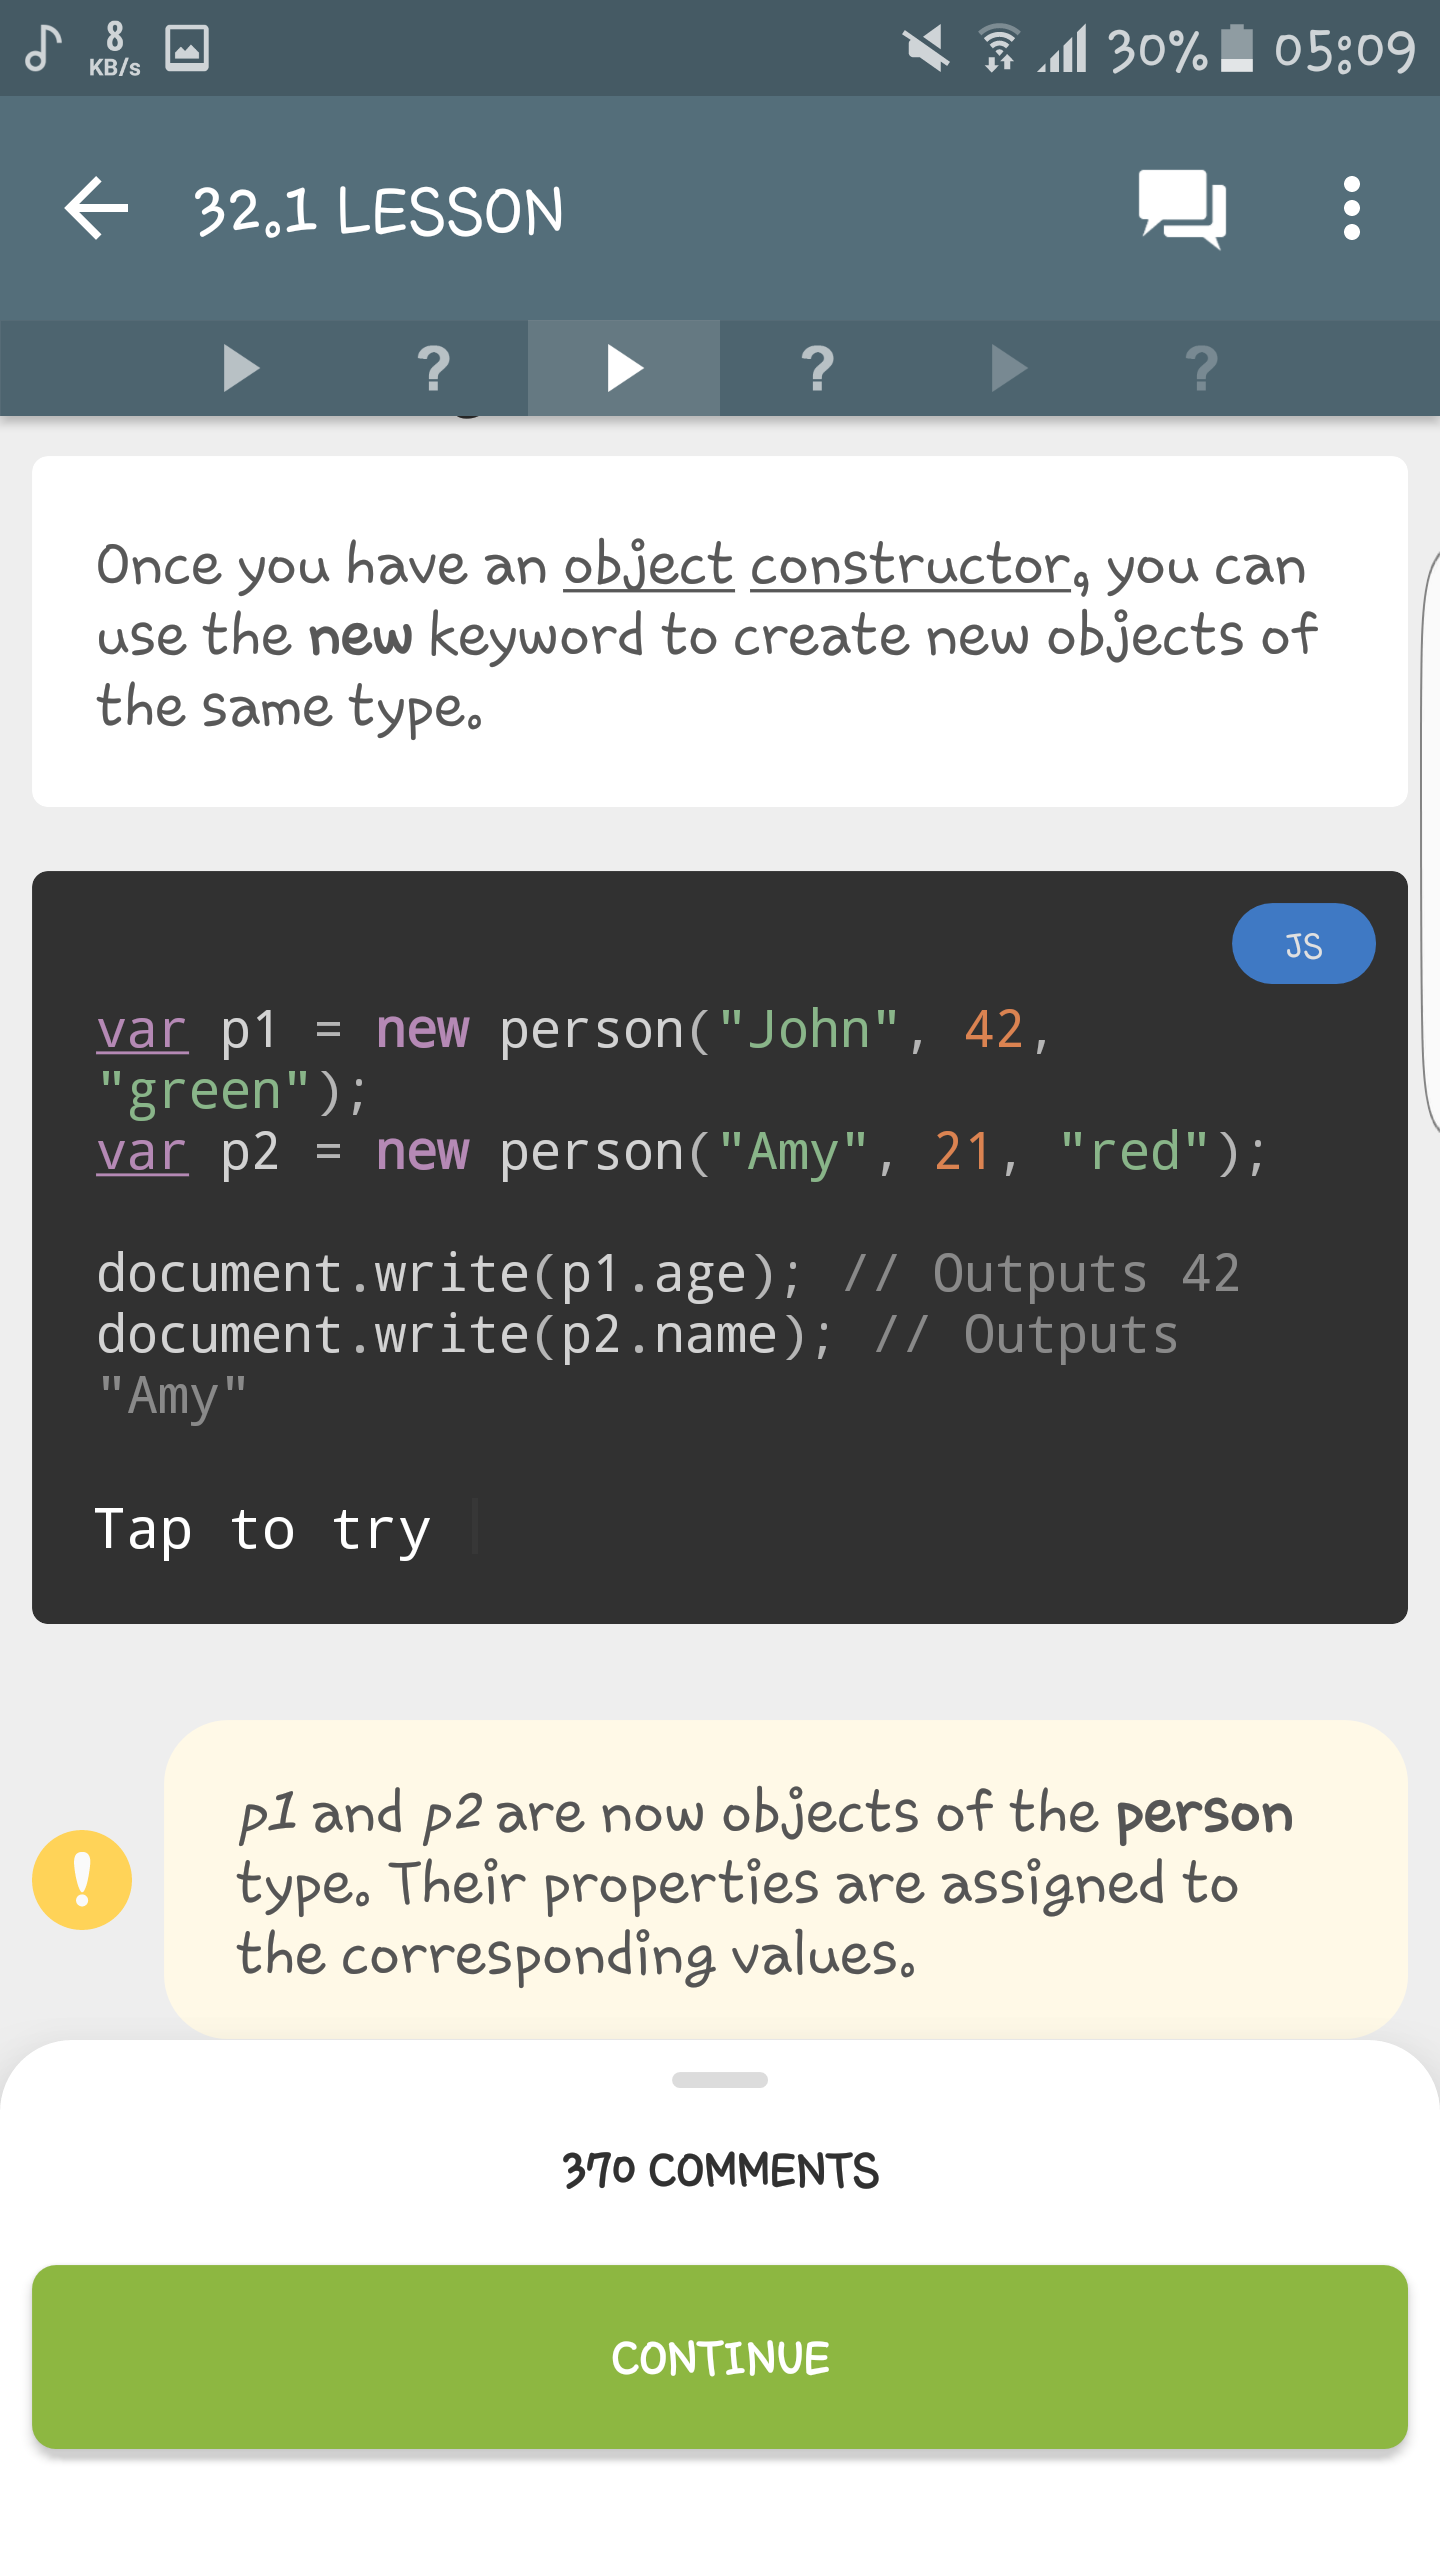 8
KB/s
30%
05:09
32.1 LESSON
?
?
?
Once you have an object constructor, you can
use the new keyword to create new objects of
the same type.
JS
var p1 = new person("John", 42,
"green");
var p2 = new person("Amy", 21, "red");
document.write(p1.age); // Outputs 42
document.write(p2.name); // Outputs
"Amy"
Tap to try
!
p1 and p2 are now objects of the person
type. Their properties are assigned to
the corresponding values.
370 COMMENTS
CONTINUE